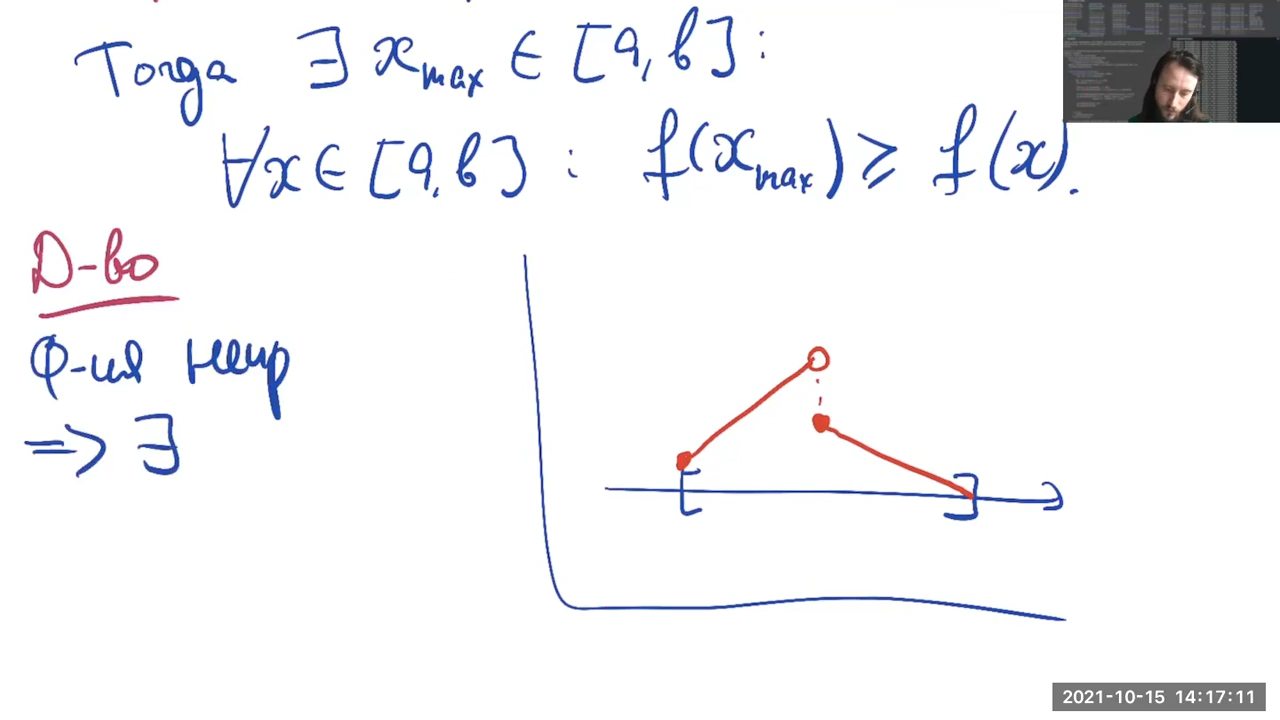 Тогда ∃ x_max ∈ [a, b] :
∀x ∈ [a, b] : f(x_max) ⩾ f(x).
Д-во
Ф-ия непр
=> ∃
2021-10-15 14:17:11